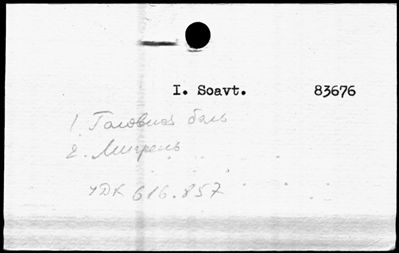 I. Soavt. 83676
1. Головная боль
2. Мигрень
УДК 616.857